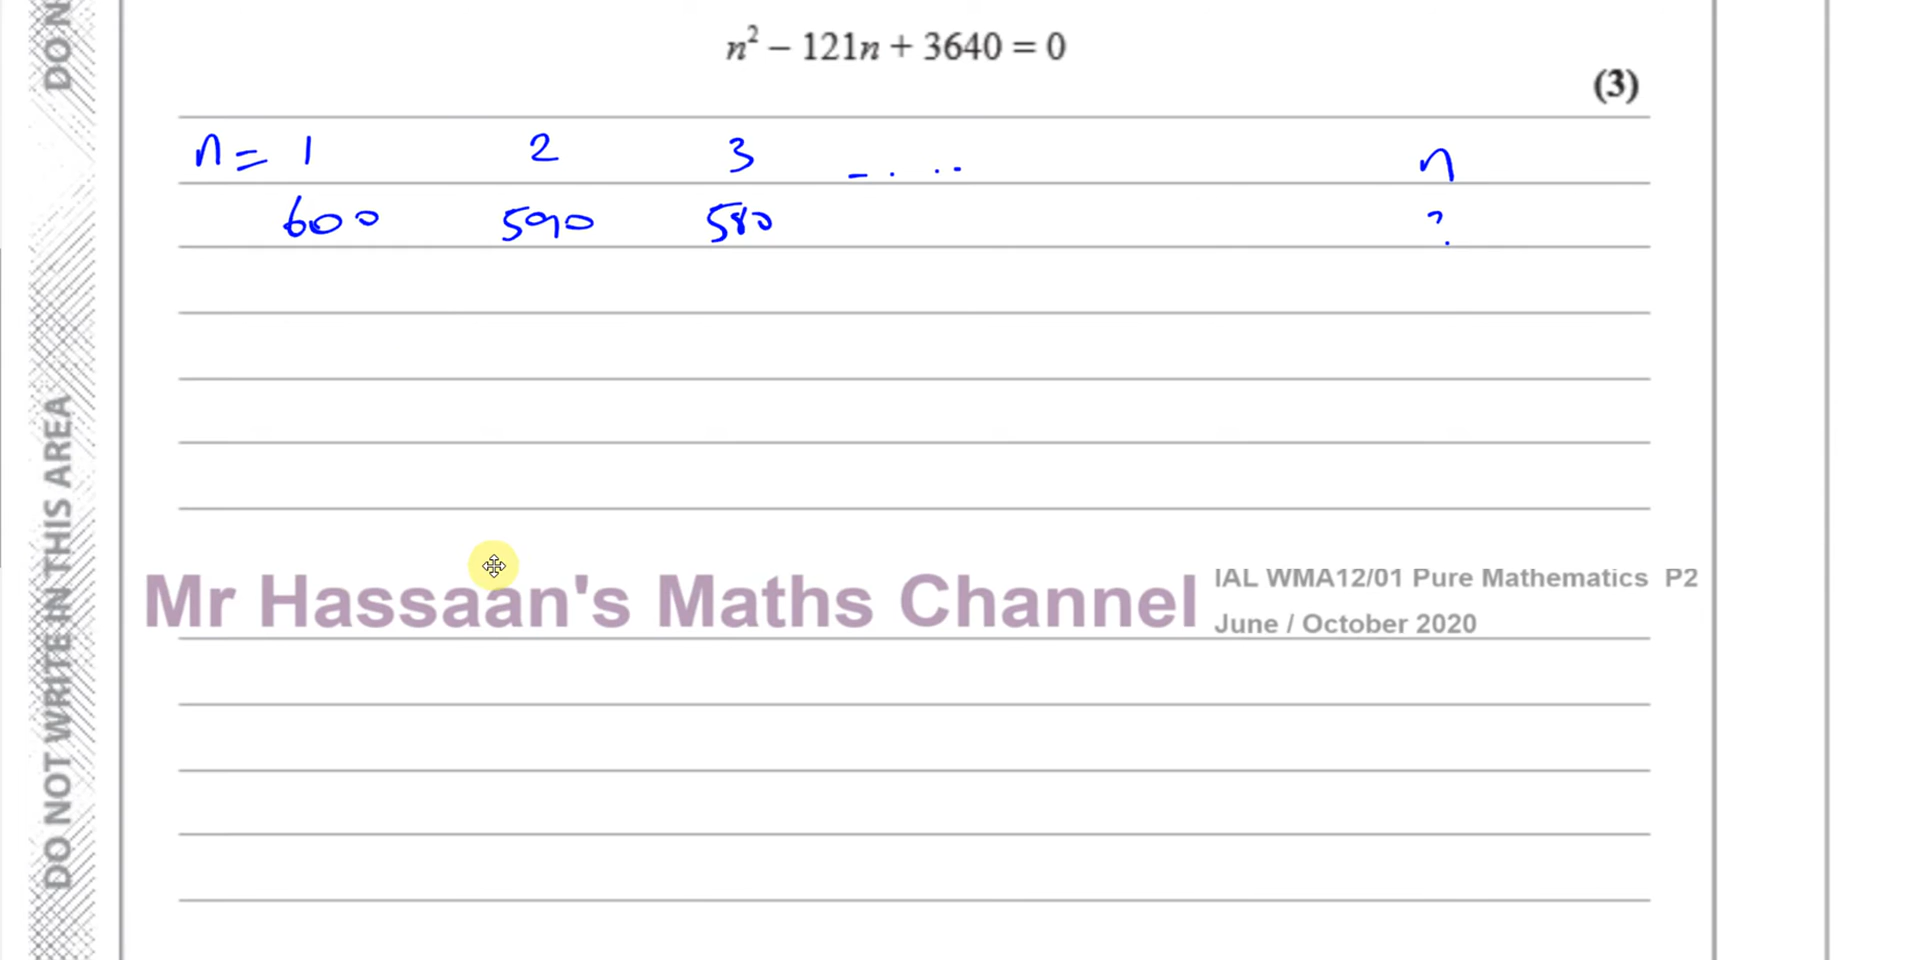 DO NO
n² – 121n + 3640 = 0
(3)
n = 1 2 3 - . . . n
600 590 580 ?
DO NOT WRITE IN THIS AREA
Mr Hassaan's Maths Channel
IAL WMA12/01 Pure Mathematics P2
June / October 2020